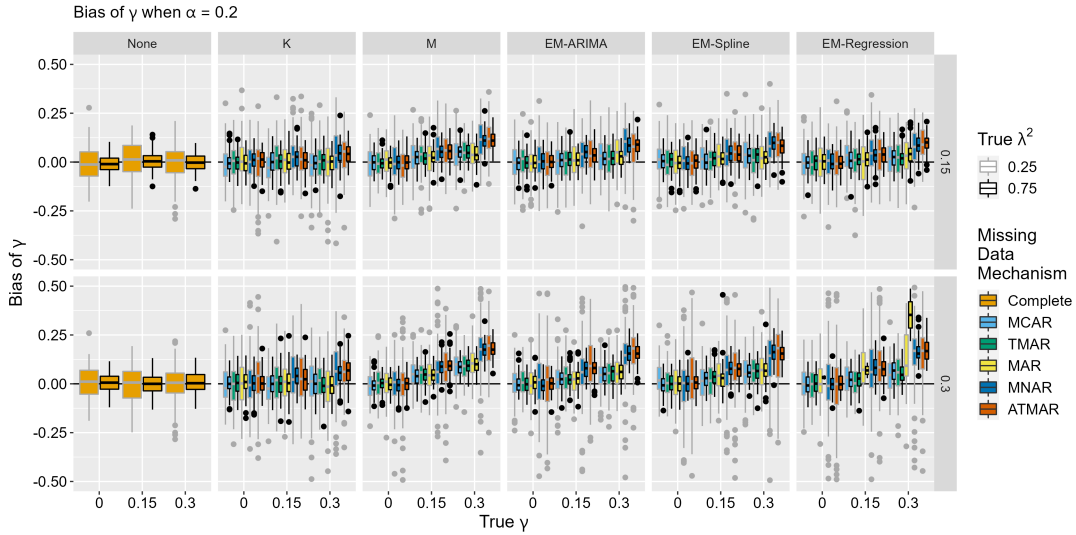 Bias of γ when α = 0.2
None K M EM-ARIMA EM-Spline EM-Regression
0.50
0.25
0.00
-0.25
-0.50
0.15
0.50
0.25
0.00
-0.25
-0.50
0.3
Bias of γ
0 0.15 0.3 0 0.15 0.3 0 0.15 0.3 0 0.15 0.3 0 0.15 0.3 0 0.15 0.3
True γ
True λ2
0.25
0.75
Missing
Data
Mechanism
Complete
MCAR
TMAR
MAR
MNAR
ATMAR